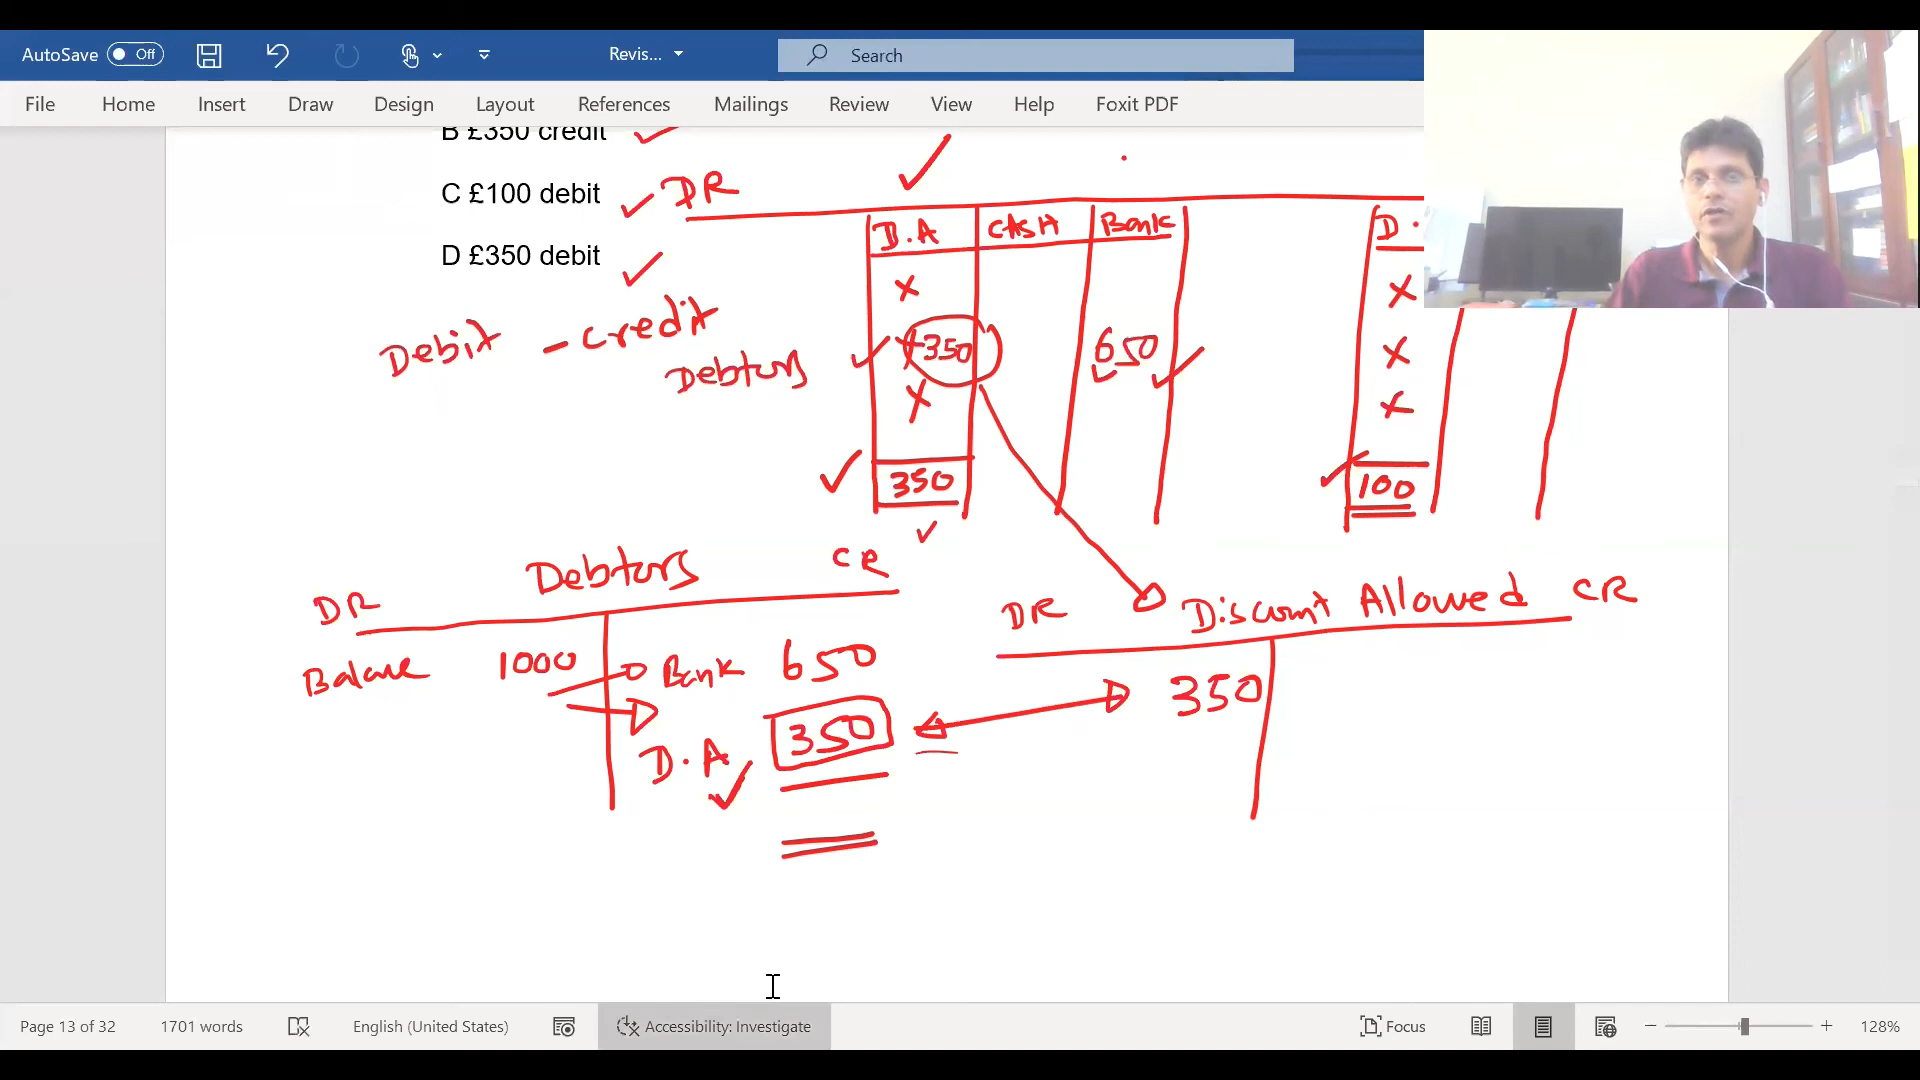 AutoSave Off Revis... Search
File Home Insert Draw Design Layout References Mailings Review View Help Foxit PDF
B £350 credit
C £100 debit
D £350 debit
DR
D.A CASH Bank D.
x x
Debit - credit
Debtors 350 650 x
x x
350 100
Debtors CR
DR
DR Discount Allowed CR
Balance 1000 Bank 650
350
D.A 350
Page 13 of 32 1701 words English (United States) Accessibility: Investigate Focus 128%